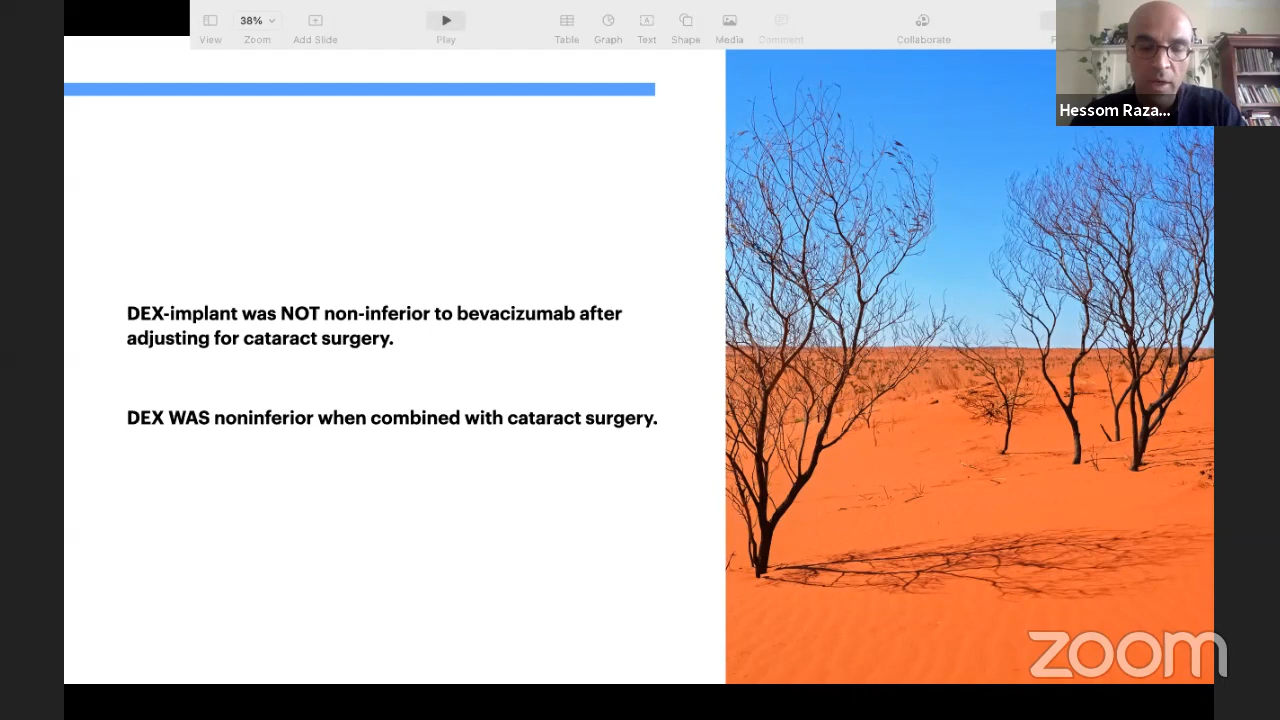 38%
View
Zoom
Add Slide
Play
Table
Graph
Text
Shape
Media
Comment
Collaborate
Hessom Raza...
DEX-implant was NOT non-inferior to bevacizumab after
adjusting for cataract surgery.
DEX WAS noninferior when combined with cataract surgery.
zoom